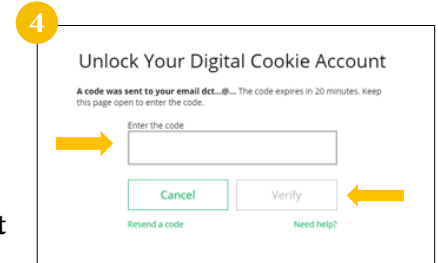 4
Unlock Your Digital Cookie Account
A code was sent to your email dct...@... The code expires in 20 minutes. Keep
this page open to enter the code.
Enter the code
Cancel Verify
t
Resend a code Need help?